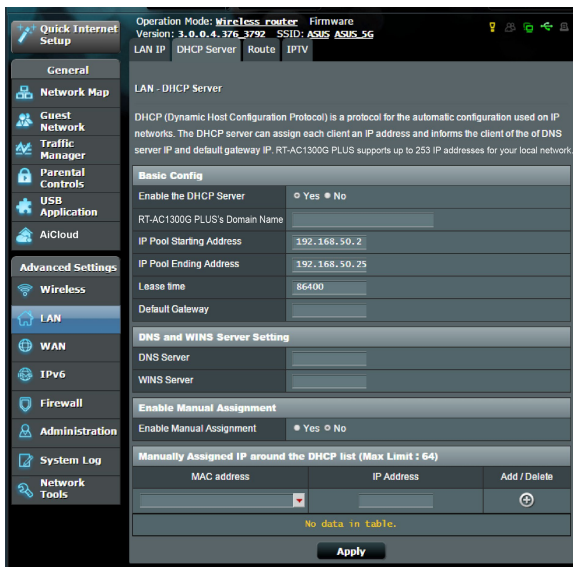 Quick Internet
Setup
Operation Mode: Wireless router Firmware
Version: 3.0.0.4.376_3792 SSID: ASUS ASUS_5G
LAN IP DHCP Server Route IPTV
General
Network Map
Guest
Network
Traffic
Manager
Parental
Controls
USB
Application
AiCloud
Advanced Settings
Wireless
LAN
WAN
IPv6
Firewall
Administration
System Log
Network
Tools
LAN - DHCP Server
DHCP (Dynamic Host Configuration Protocol) is a protocol for the automatic configuration used on IP
networks. The DHCP server can assign each client an IP address and informs the client of the of DNS
server IP and default gateway IP. RT-AC1300G PLUS supports up to 253 IP addresses for your local network.
Basic Config
Enable the DHCP Server Yes No
RT-AC1300G PLUS's Domain Name
IP Pool Starting Address 192.168.50.2
IP Pool Ending Address 192.168.50.25
Lease time 86400
Default Gateway
DNS and WINS Server Setting
DNS Server
WINS Server
Enable Manual Assignment
Enable Manual Assignment Yes No
Manually Assigned IP around the DHCP list (Max Limit : 64)
MAC address IP Address Add / Delete
No data in table.
Apply